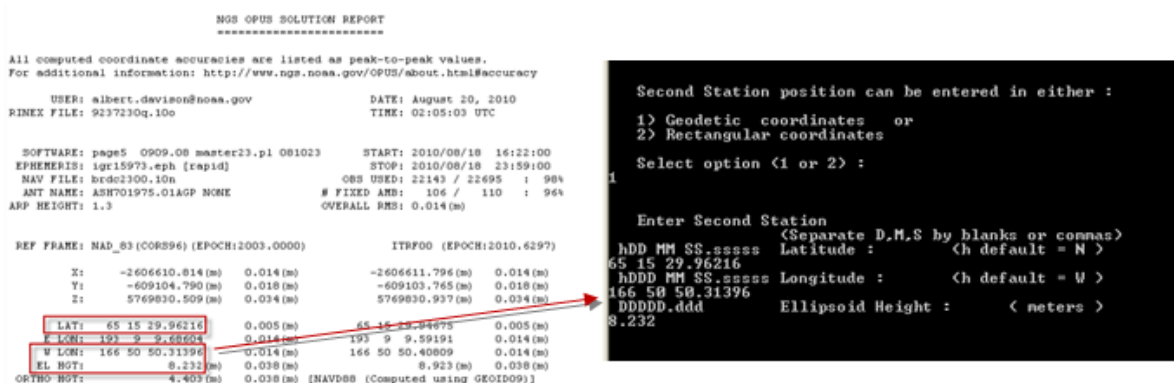 NGS OPUS SOLUTION REPORT
========================
All computed coordinate accuracies are listed as peak-to-peak values.
For additional information: http://www.ngs.noaa.gov/OPUS/about.html#accuracy
USER: albert.davison@noaa.gov DATE: August 20, 2010
RINEX FILE: 9237230q.10o TIME: 02:05:03 UTC
SOFTWARE: page5 0909.08 master23.pl 081023 START: 2010/08/18 16:22:00
EPHEMERIS: igr15973.eph [rapid] STOP: 2010/08/18 23:59:00
NAV FILE: brdc2300.10n OBS USED: 22143 / 22695 : 98%
ANT NAME: ASH701975.01AGP NONE # FIXED AMB: 106 / 110 : 96%
ARP HEIGHT: 1.3 OVERALL RMS: 0.014(m)
REF FRAME: NAD_83(CORS96)(EPOCH:2003.0000) ITRF00 (EPOCH:2010.6297)
X: -2606610.814(m) 0.014(m) -2606611.796(m) 0.014(m)
Y: -609104.790(m) 0.018(m) -609103.765(m) 0.018(m)
Z: 5769830.509(m) 0.034(m) 5769830.937(m) 0.034(m)
LAT: 65 15 29.96216 0.005(m) 65 15 29.94675 0.005(m)
E LON: 193 9 9.68604 0.014(m) 193 9 9.59191 0.014(m)
W LON: 166 50 50.31396 0.014(m) 166 50 50.40809 0.014(m)
EL HGT: 8.232(m) 0.038(m) 8.923(m) 0.038(m)
ORTHO HGT: 4.403(m) 0.038(m) [NAVD88 (Computed using GEOID09)]
Second Station position can be entered in either :
1) Geodetic coordinates or
2) Rectangular coordinates
Select option (1 or 2) :
1
Enter Second Station
(Separate D,M,S by blanks or commas)
hDD MM SS.sssss Latitude : (h default = N )
65 15 29.96216
hDDD MM SS.sssss Longitude : (h default = W )
166 50 50.31396
DDDDD.ddd Ellipsoid Height : ( meters )
8.232